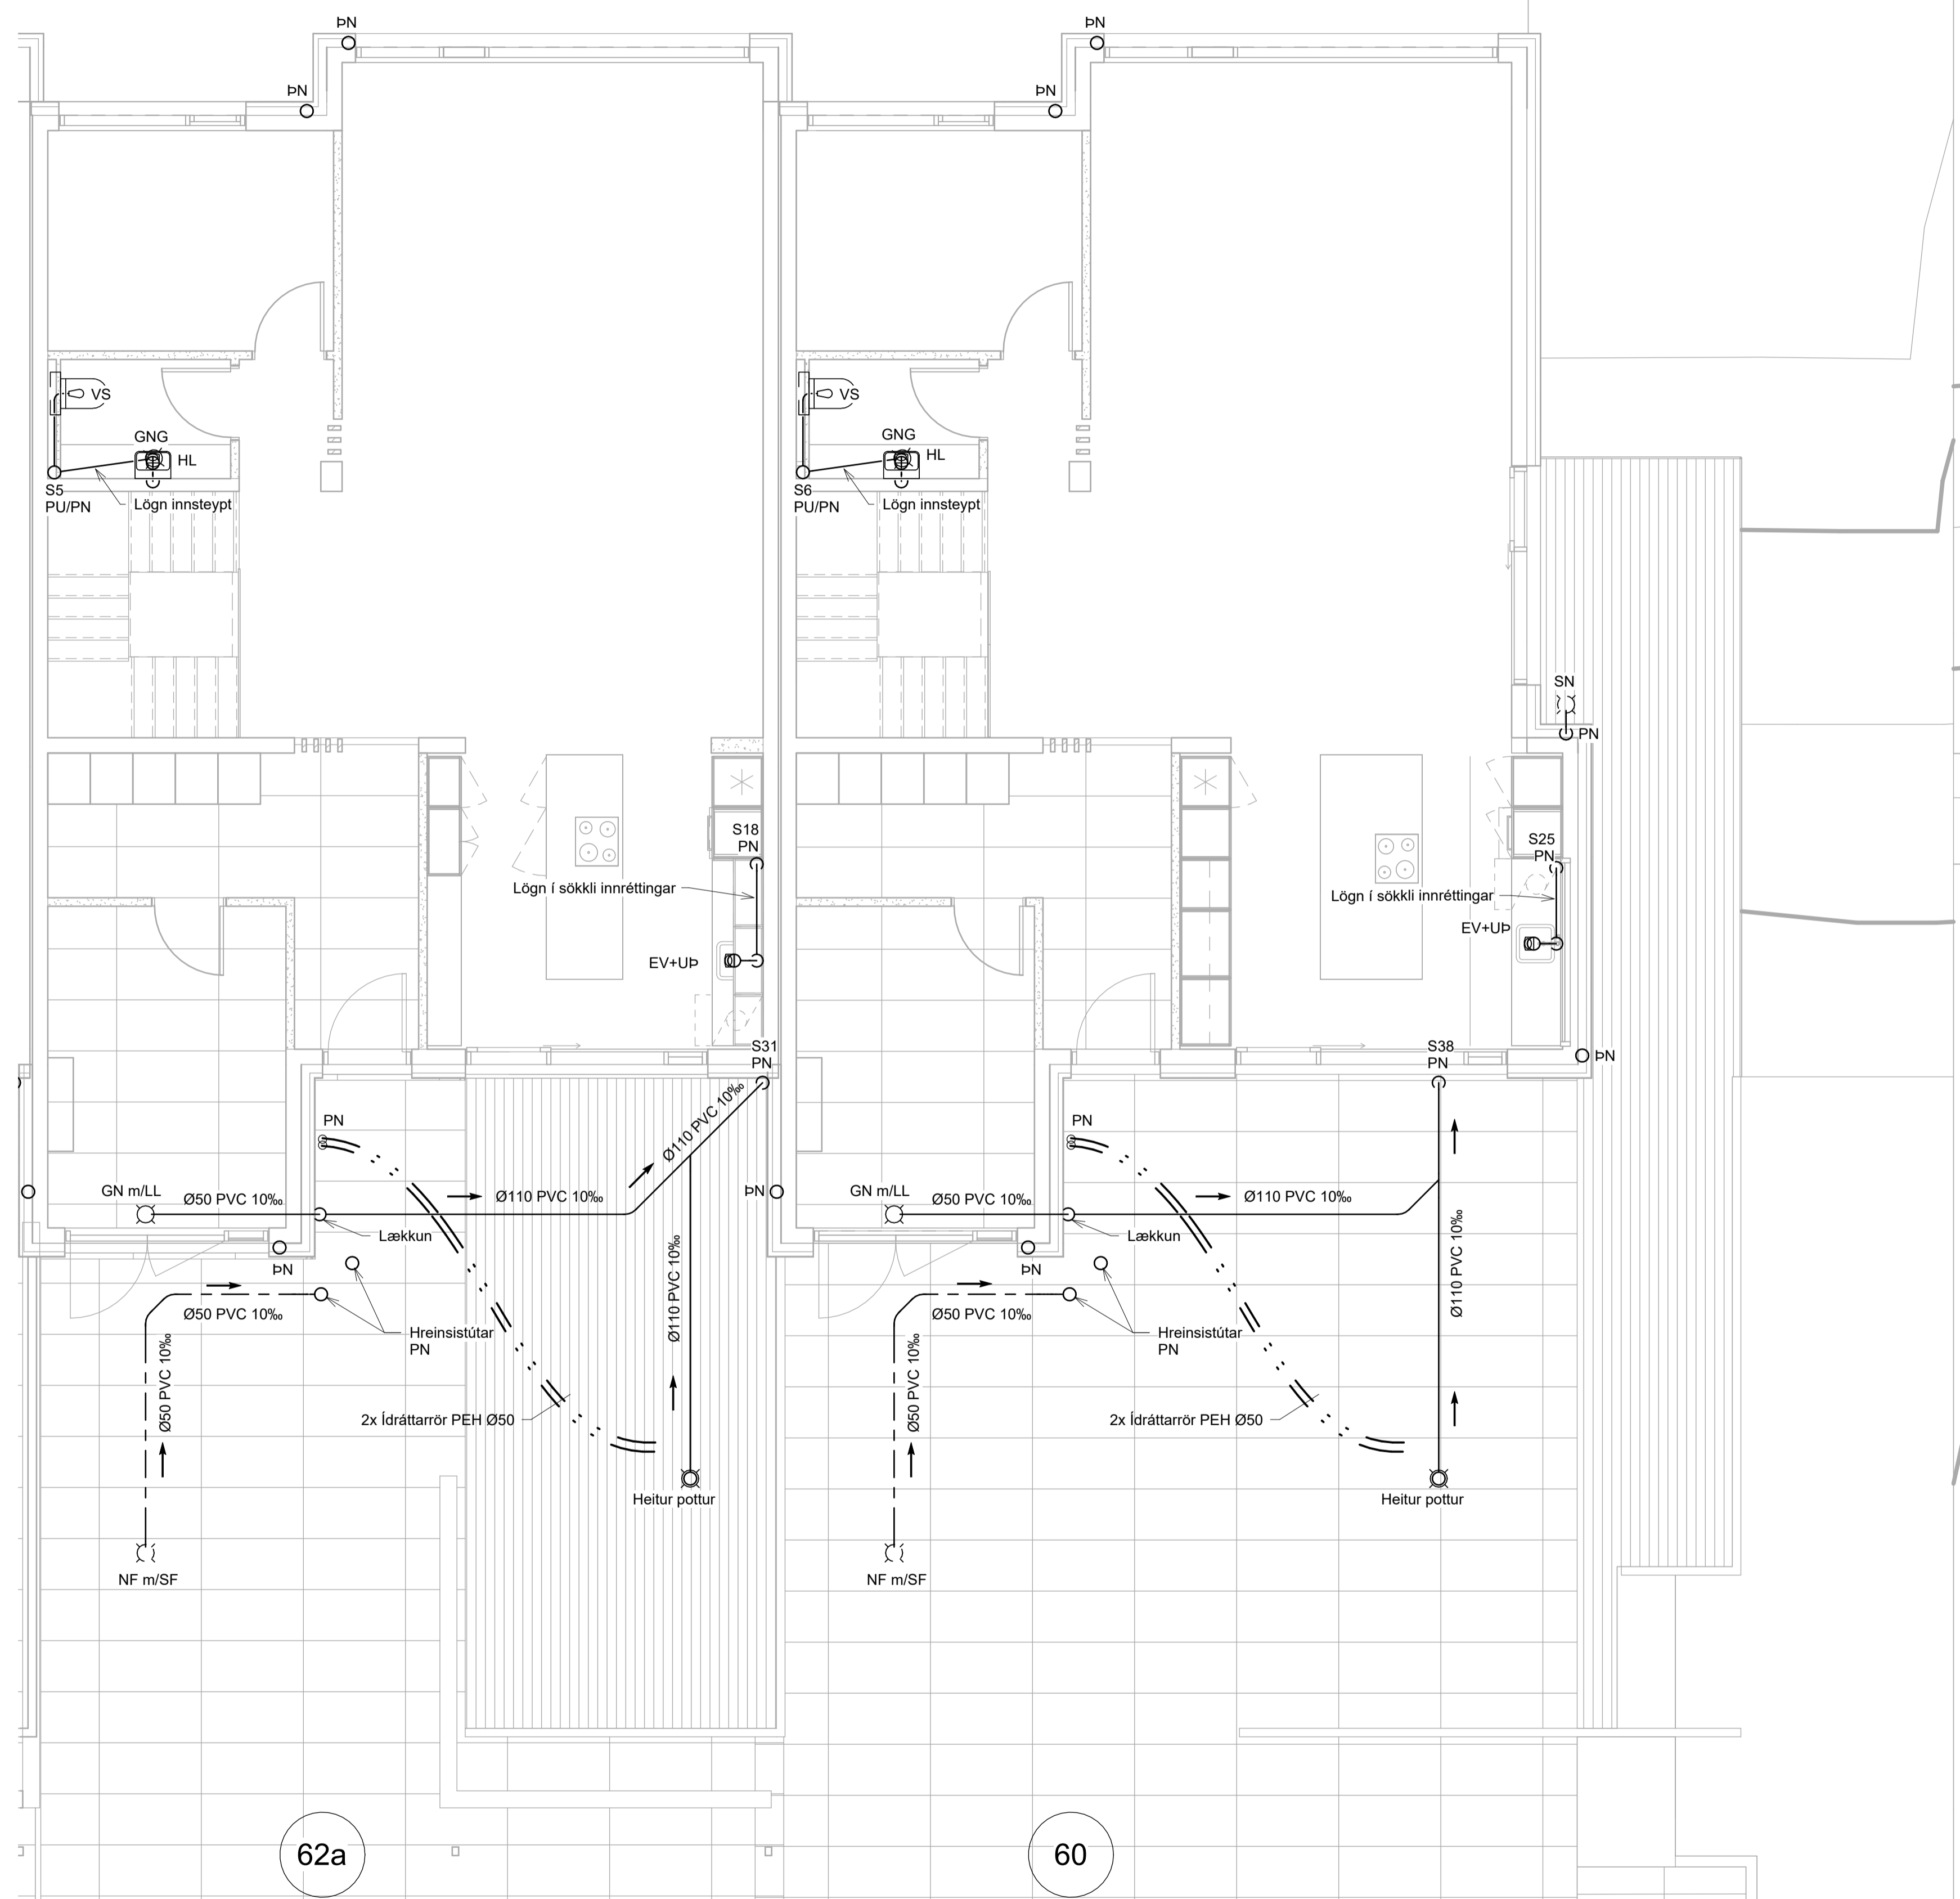 ÞN
ÞN
ÞN
ÞN
VS
GNG
HL
S5
PU/PN
Lögn innsteypt
VS
GNG
HL
S6
PU/PN
Lögn innsteypt
SN
PN
S18
PN
Lögn í sökkli innréttingar
EV+UÞ
S25
PN
Lögn í sökkli innréttingar
EV+UÞ
S31
PN
S38
PN
ÞN
PN
Ø110 PVC 10‰
GN m/LL
Ø50 PVC 10‰
Ø110 PVC 10‰
ÞN
Lækkun
ÞN
Ø50 PVC 10‰
Ø50 PVC 10‰
Hreinsistútar
PN
Ø110 PVC 10‰
2x Ídráttarrör PEH Ø50
Heitur pottur
NF m/SF
PN
GN m/LL
Ø50 PVC 10‰
Ø110 PVC 10‰
Lækkun
ÞN
Ø50 PVC 10‰
Ø50 PVC 10‰
Hreinsistútar
PN
Ø110 PVC 10‰
2x Ídráttarrör PEH Ø50
Heitur pottur
NF m/SF
62a
60